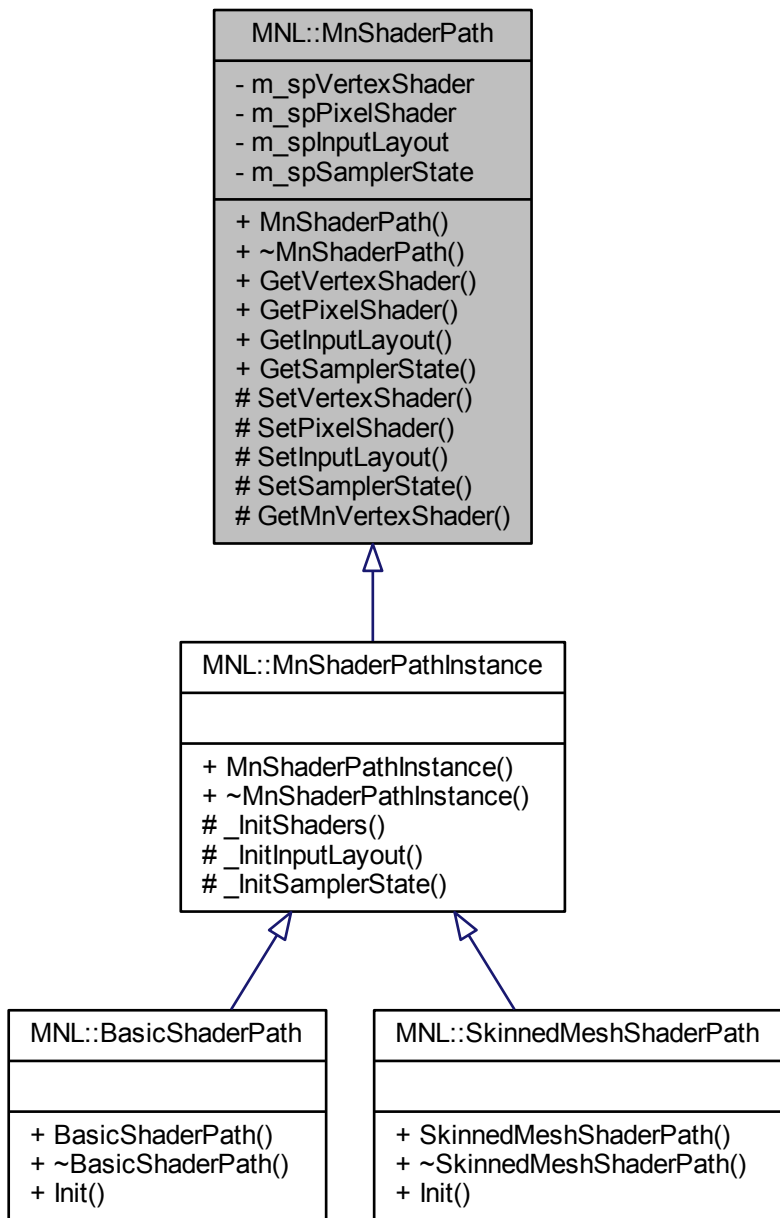 MNL::MnShaderPath
- m_spVertexShader
- m_spPixelShader
- m_spInputLayout
- m_spSamplerState
+ MnShaderPath()
+ ~MnShaderPath()
+ GetVertexShader()
+ GetPixelShader()
+ GetInputLayout()
+ GetSamplerState()
# SetVertexShader()
# SetPixelShader()
# SetInputLayout()
# SetSamplerState()
# GetMnVertexShader()
MNL::MnShaderPathInstance
+ MnShaderPathInstance()
+ ~MnShaderPathInstance()
# _InitShaders()
# _InitInputLayout()
# _InitSamplerState()
MNL::BasicShaderPath
+ BasicShaderPath()
+ ~BasicShaderPath()
+ Init()
MNL::SkinnedMeshShaderPath
+ SkinnedMeshShaderPath()
+ ~SkinnedMeshShaderPath()
+ Init()